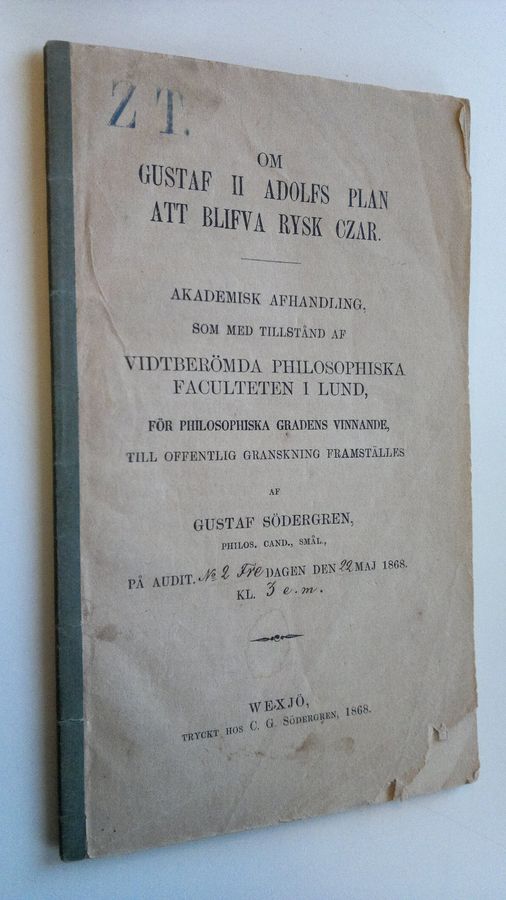 Z T.
OM
GUSTAF II ADOLFS PLAN
ATT BLIFVA RYSK CZAR.
AKADEMISK AFHANDLING,
SOM MED TILLSTÅND AF
VIDTBERÖMDA PHILOSOPHISKA
FACULTETEN I LUND,
FÖR PHILOSOPHISKA GRADENS VINNANDE,
TILL OFFENTLIG GRANSKNING FRAMSTÄLLES
AF
GUSTAF SÖDERGREN,
PHILOS. CAND., SMÅL.,
PÅ AUDIT. № 2 Fre DAGEN DEN 22 MAJ 1868.
KL. 3 e.m.
WEXJÖ,
TRYCKT HOS C. G. SÖDERGREN, 1868.